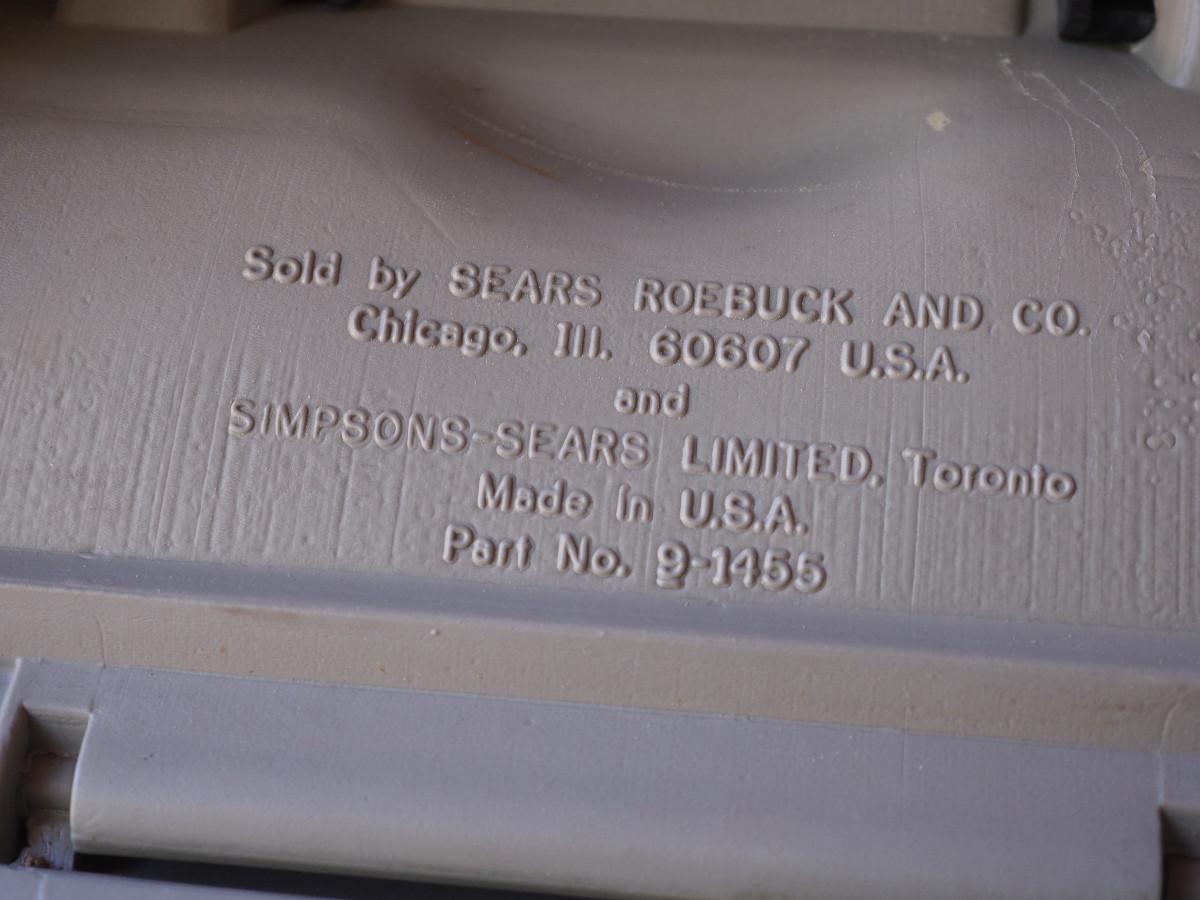 Sold by SEARS ROEBUCK AND CO.
Chicago, Ill. 60607 U.S.A.
and
SIMPSONS-SEARS LIMITED, Toronto
Made in U.S.A.
Part No. 9-1455